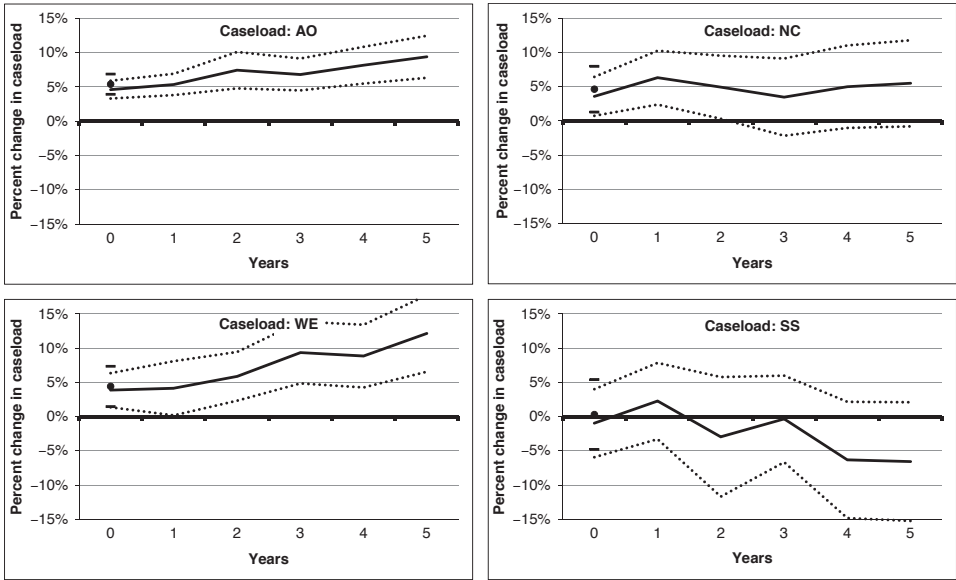 Caseload: AO
Percent change in caseload
15%
10%
5%
0%
−5%
−10%
−15%
0 1 2 3 4 5
Years
Caseload: NC
Percent change in caseload
15%
10%
5%
0%
−5%
−10%
−15%
0 1 2 3 4 5
Years
Caseload: WE
Percent change in caseload
15%
10%
5%
0%
−5%
−10%
−15%
0 1 2 3 4 5
Years
Caseload: SS
Percent change in caseload
15%
10%
5%
0%
−5%
−10%
−15%
0 1 2 3 4 5
Years